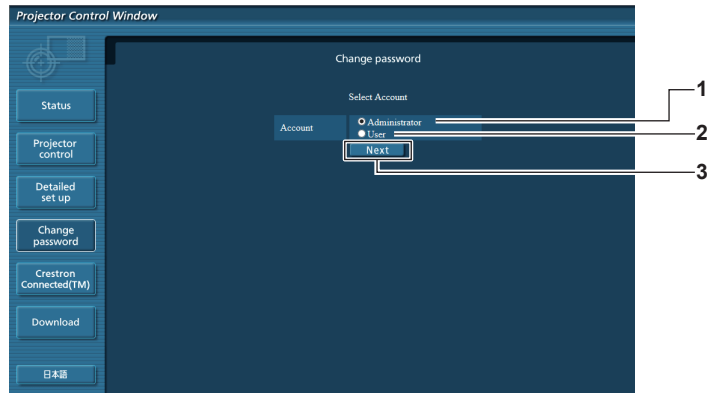 Projector Control Window
Change password
Select Account
Account
Administrator
User
Next
Status
Projector
control
Detailed
set up
Change
password
Crestron
Connected(TM)
Download
日本語
1
2
3